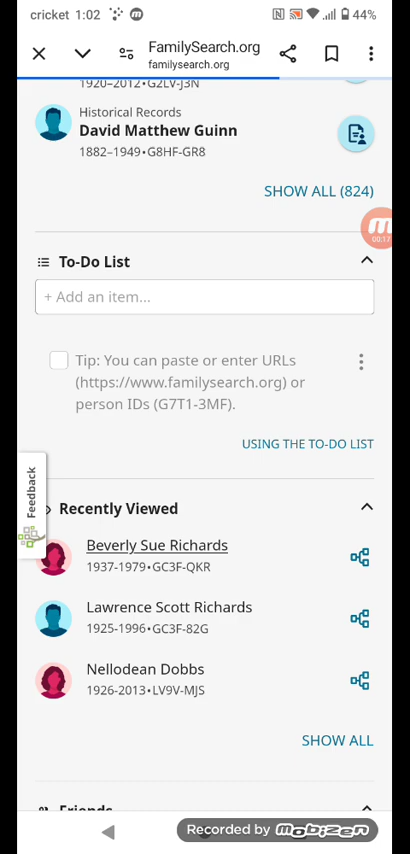 cricket 1:02
44%
FamilySearch.org
familysearch.org
1920–2012•G2LV-J3N
Historical Records
David Matthew Guinn
1882–1949•G8HF-GR8
SHOW ALL (824)
00:17
To-Do List
+ Add an item...
Tip: You can paste or enter URLs
(https://www.familysearch.org) or
person IDs (G7T1-3MF).
USING THE TO-DO LIST
Feedback
Recently Viewed
Beverly Sue Richards
1937-1979•GC3F-QKR
Lawrence Scott Richards
1925-1996•GC3F-82G
Nellodean Dobbs
1926-2013•LV9V-MJS
SHOW ALL
Friends
Recorded by mobizen